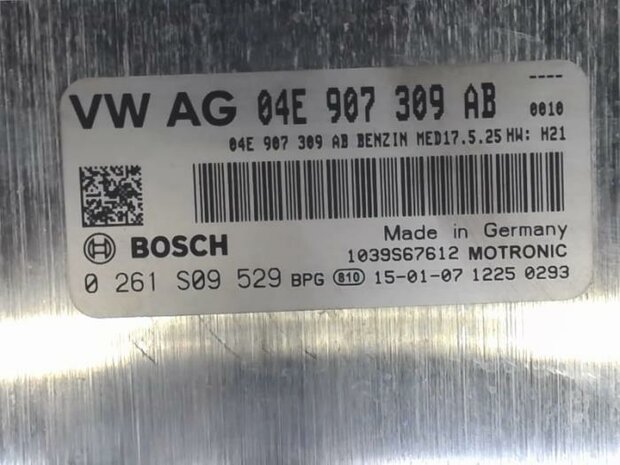 ----
VW AG 04E 907 309 AB 0010
04E 907 309 AB BENZIN MED17.5.25 HW: H21
Made in Germany
BOSCH 1039S67612 MOTRONIC
0 261 S09 529 BPG 810 15-01-07 1225 0293